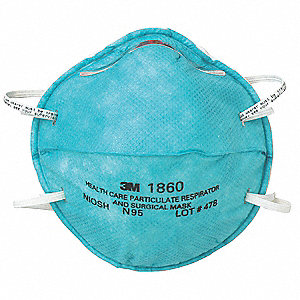 3M 1860
HEALTH CARE PARTICULATE RESPIRATOR
AND SURGICAL MASK
NIOSH N95 LOT # 478